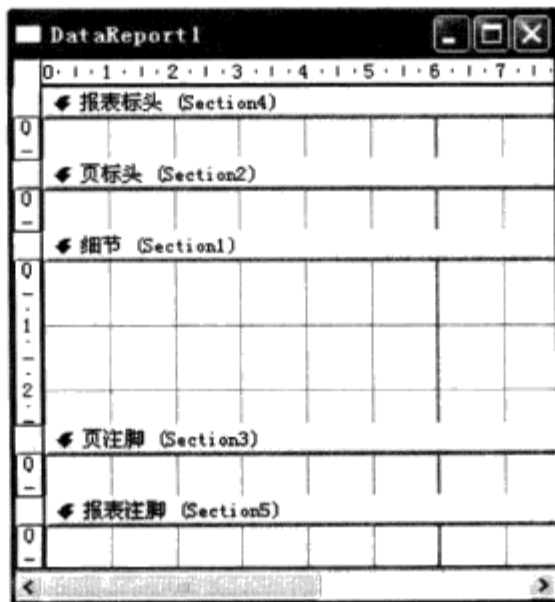 DataReport1
0 1 2 3 4 5 6 7
报表标头 (Section4)
0
页标头 (Section2)
0
细节 (Section1)
0
1
2
页注脚 (Section3)
0
报表注脚 (Section5)
0